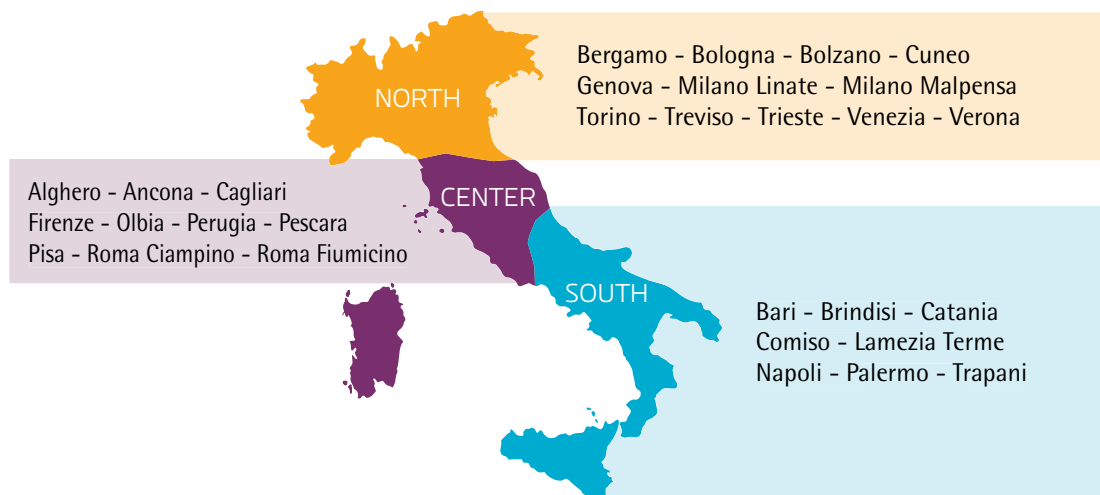 NORTH
Bergamo - Bologna - Bolzano - Cuneo
Genova - Milano Linate - Milano Malpensa
Torino - Treviso - Trieste - Venezia - Verona
CENTER
Alghero - Ancona - Cagliari
Firenze - Olbia - Perugia - Pescara
Pisa - Roma Ciampino - Roma Fiumicino
SOUTH
Bari - Brindisi - Catania
Comiso - Lamezia Terme
Napoli - Palermo - Trapani